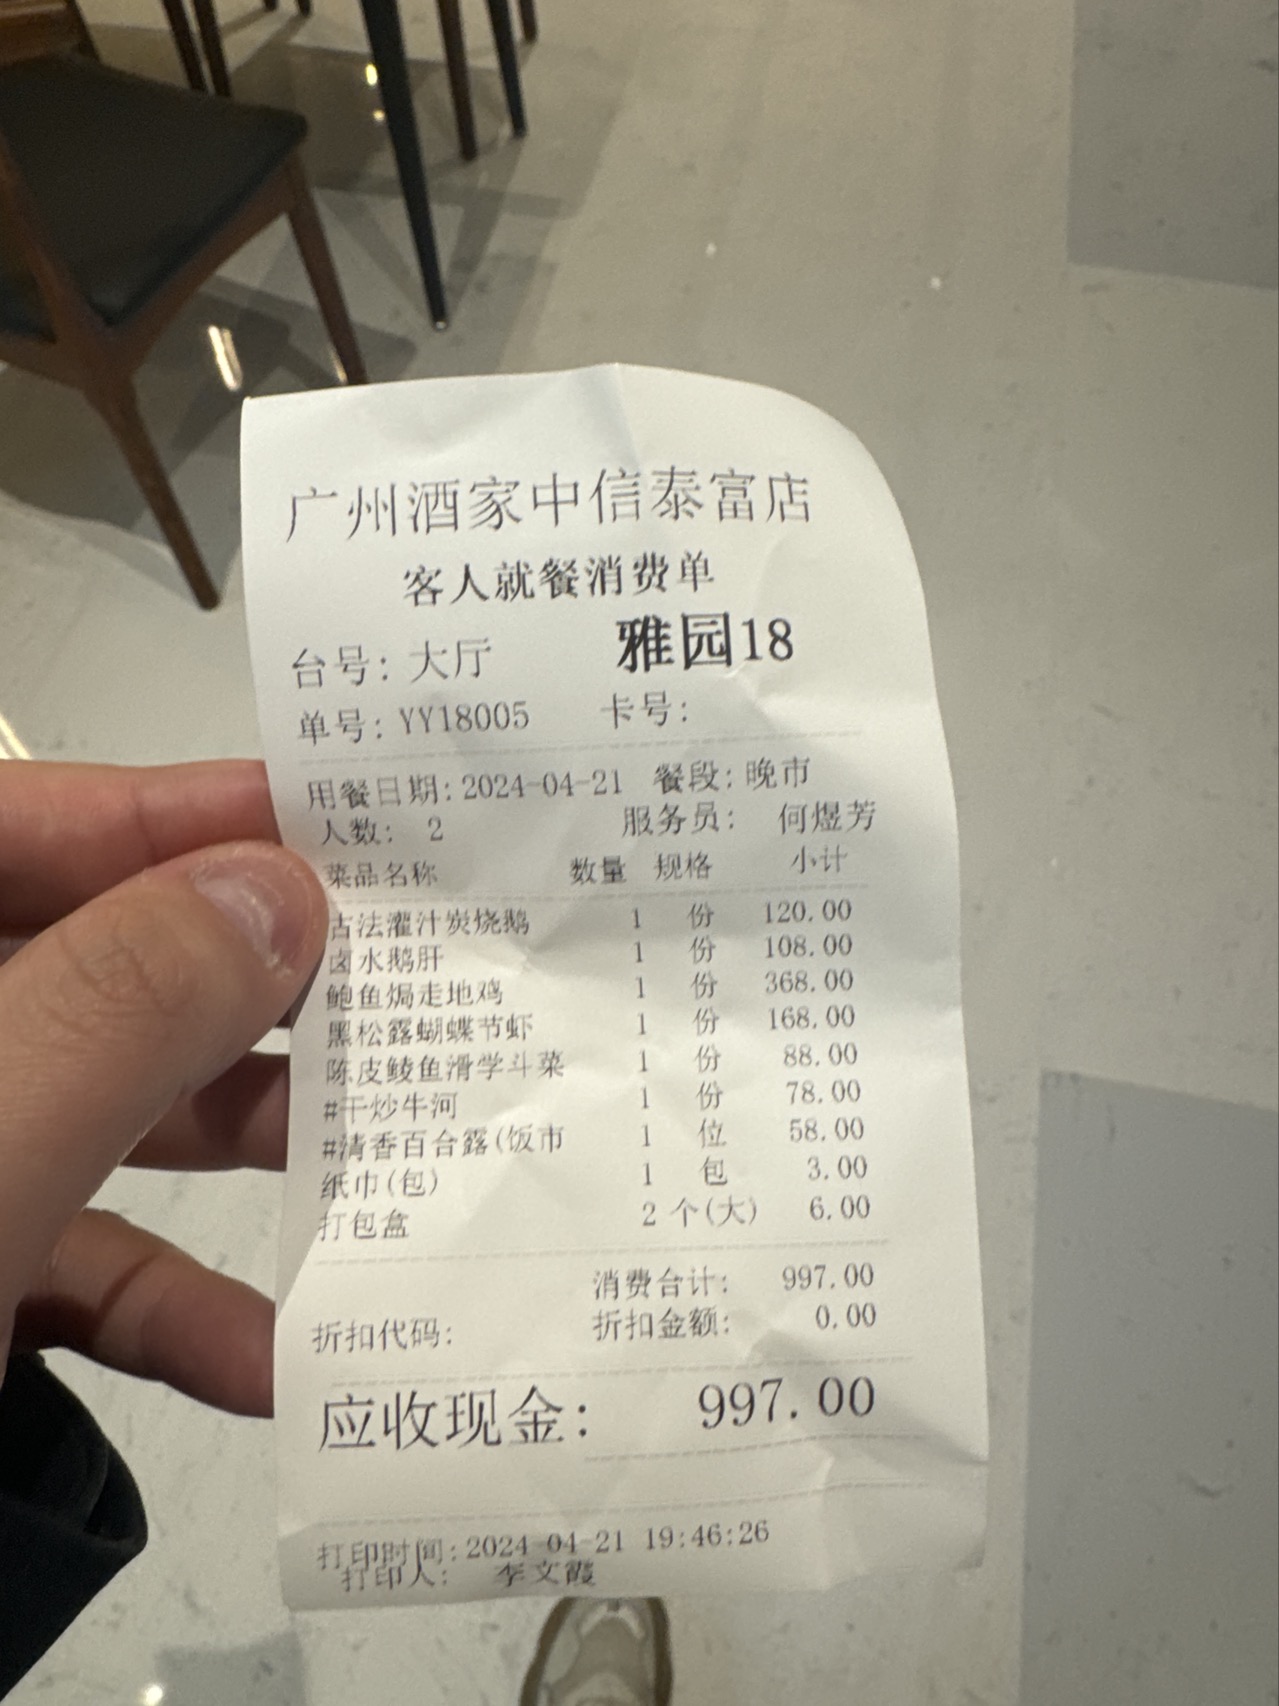 广州酒家中信泰富店
客人就餐消费单
台号: 大厅 雅园18
单号: YY18005 卡号:
用餐日期: 2024-04-21 餐段: 晚市
人数: 2 服务员: 何煜芳
菜品名称 数量 规格 小计
古法灌汁炭烧鹅 1 份 120.00
卤水鹅肝 1 份 108.00
鲍鱼焗走地鸡 1 份 368.00
黑松露蝴蝶节虾 1 份 168.00
陈皮鲮鱼滑学斗菜 1 份 88.00
#干炒牛河 1 份 78.00
#清香百合露(饭市 1 位 58.00
纸巾(包) 1 包 3.00
打包盒 2 个(大) 6.00
消费合计: 997.00
折扣代码: 折扣金额: 0.00
应收现金: 997.00
打印时间: 2024-04-21 19:46:26
打印人: 李文霞